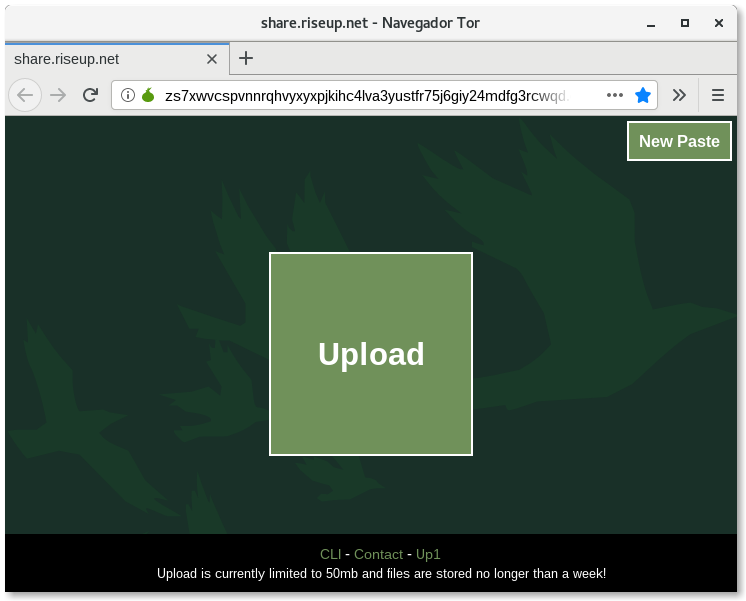 share.riseup.net - Navegador Tor
share.riseup.net
zs7xwvcspvnnrqhvyxyxpjkihc4lva3yustfr75j6giy24mdfg3rcwqd.
New Paste
Upload
CLI - Contact - Up1
Upload is currently limited to 50mb and files are stored no longer than a week!